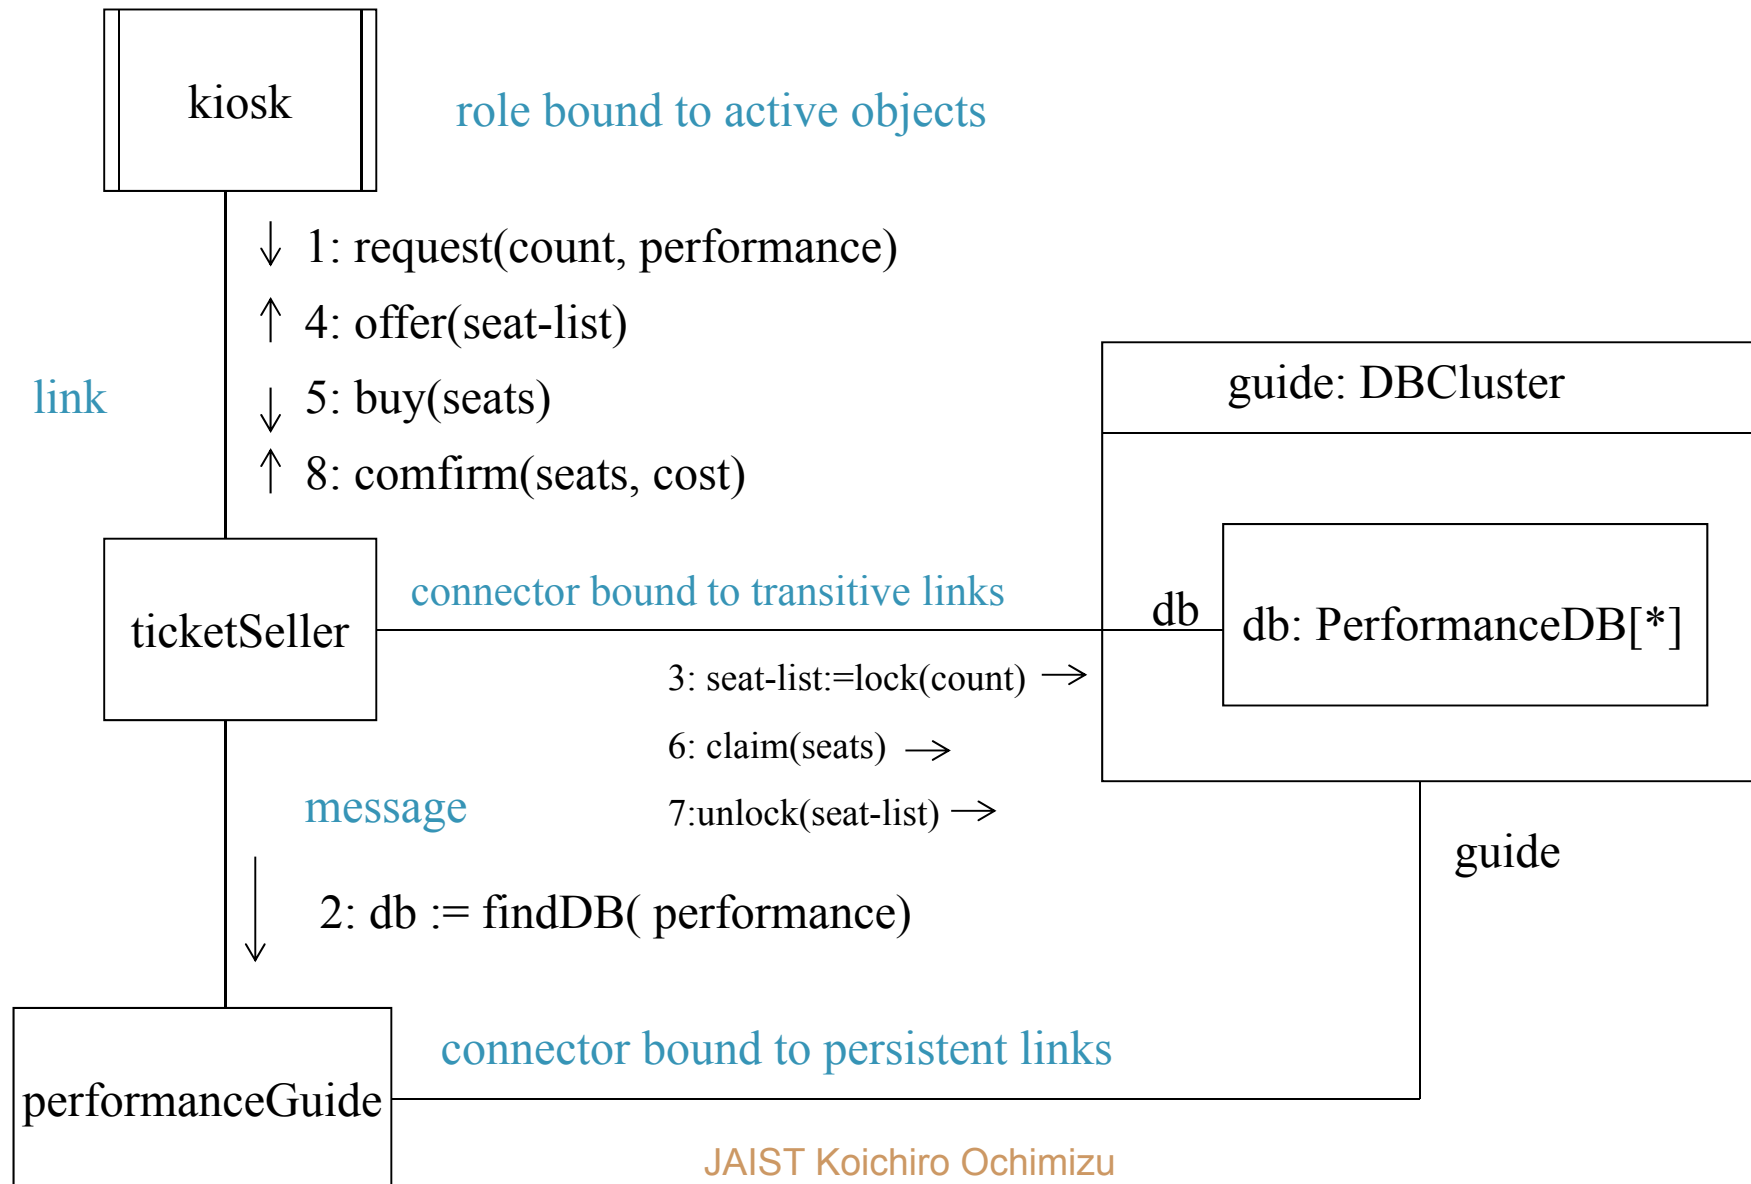 kiosk
role bound to active objects
1: request(count, performance)
4: offer(seat-list)
link
5: buy(seats)
8: comfirm(seats, cost)
guide: DBCluster
ticketSeller
connector bound to transitive links
db
db: PerformanceDB[*]
3: seat-list:=lock(count)
6: claim(seats)
7:unlock(seat-list)
message
guide
2: db := findDB( performance)
performanceGuide
connector bound to persistent links
JAIST Koichiro Ochimizu